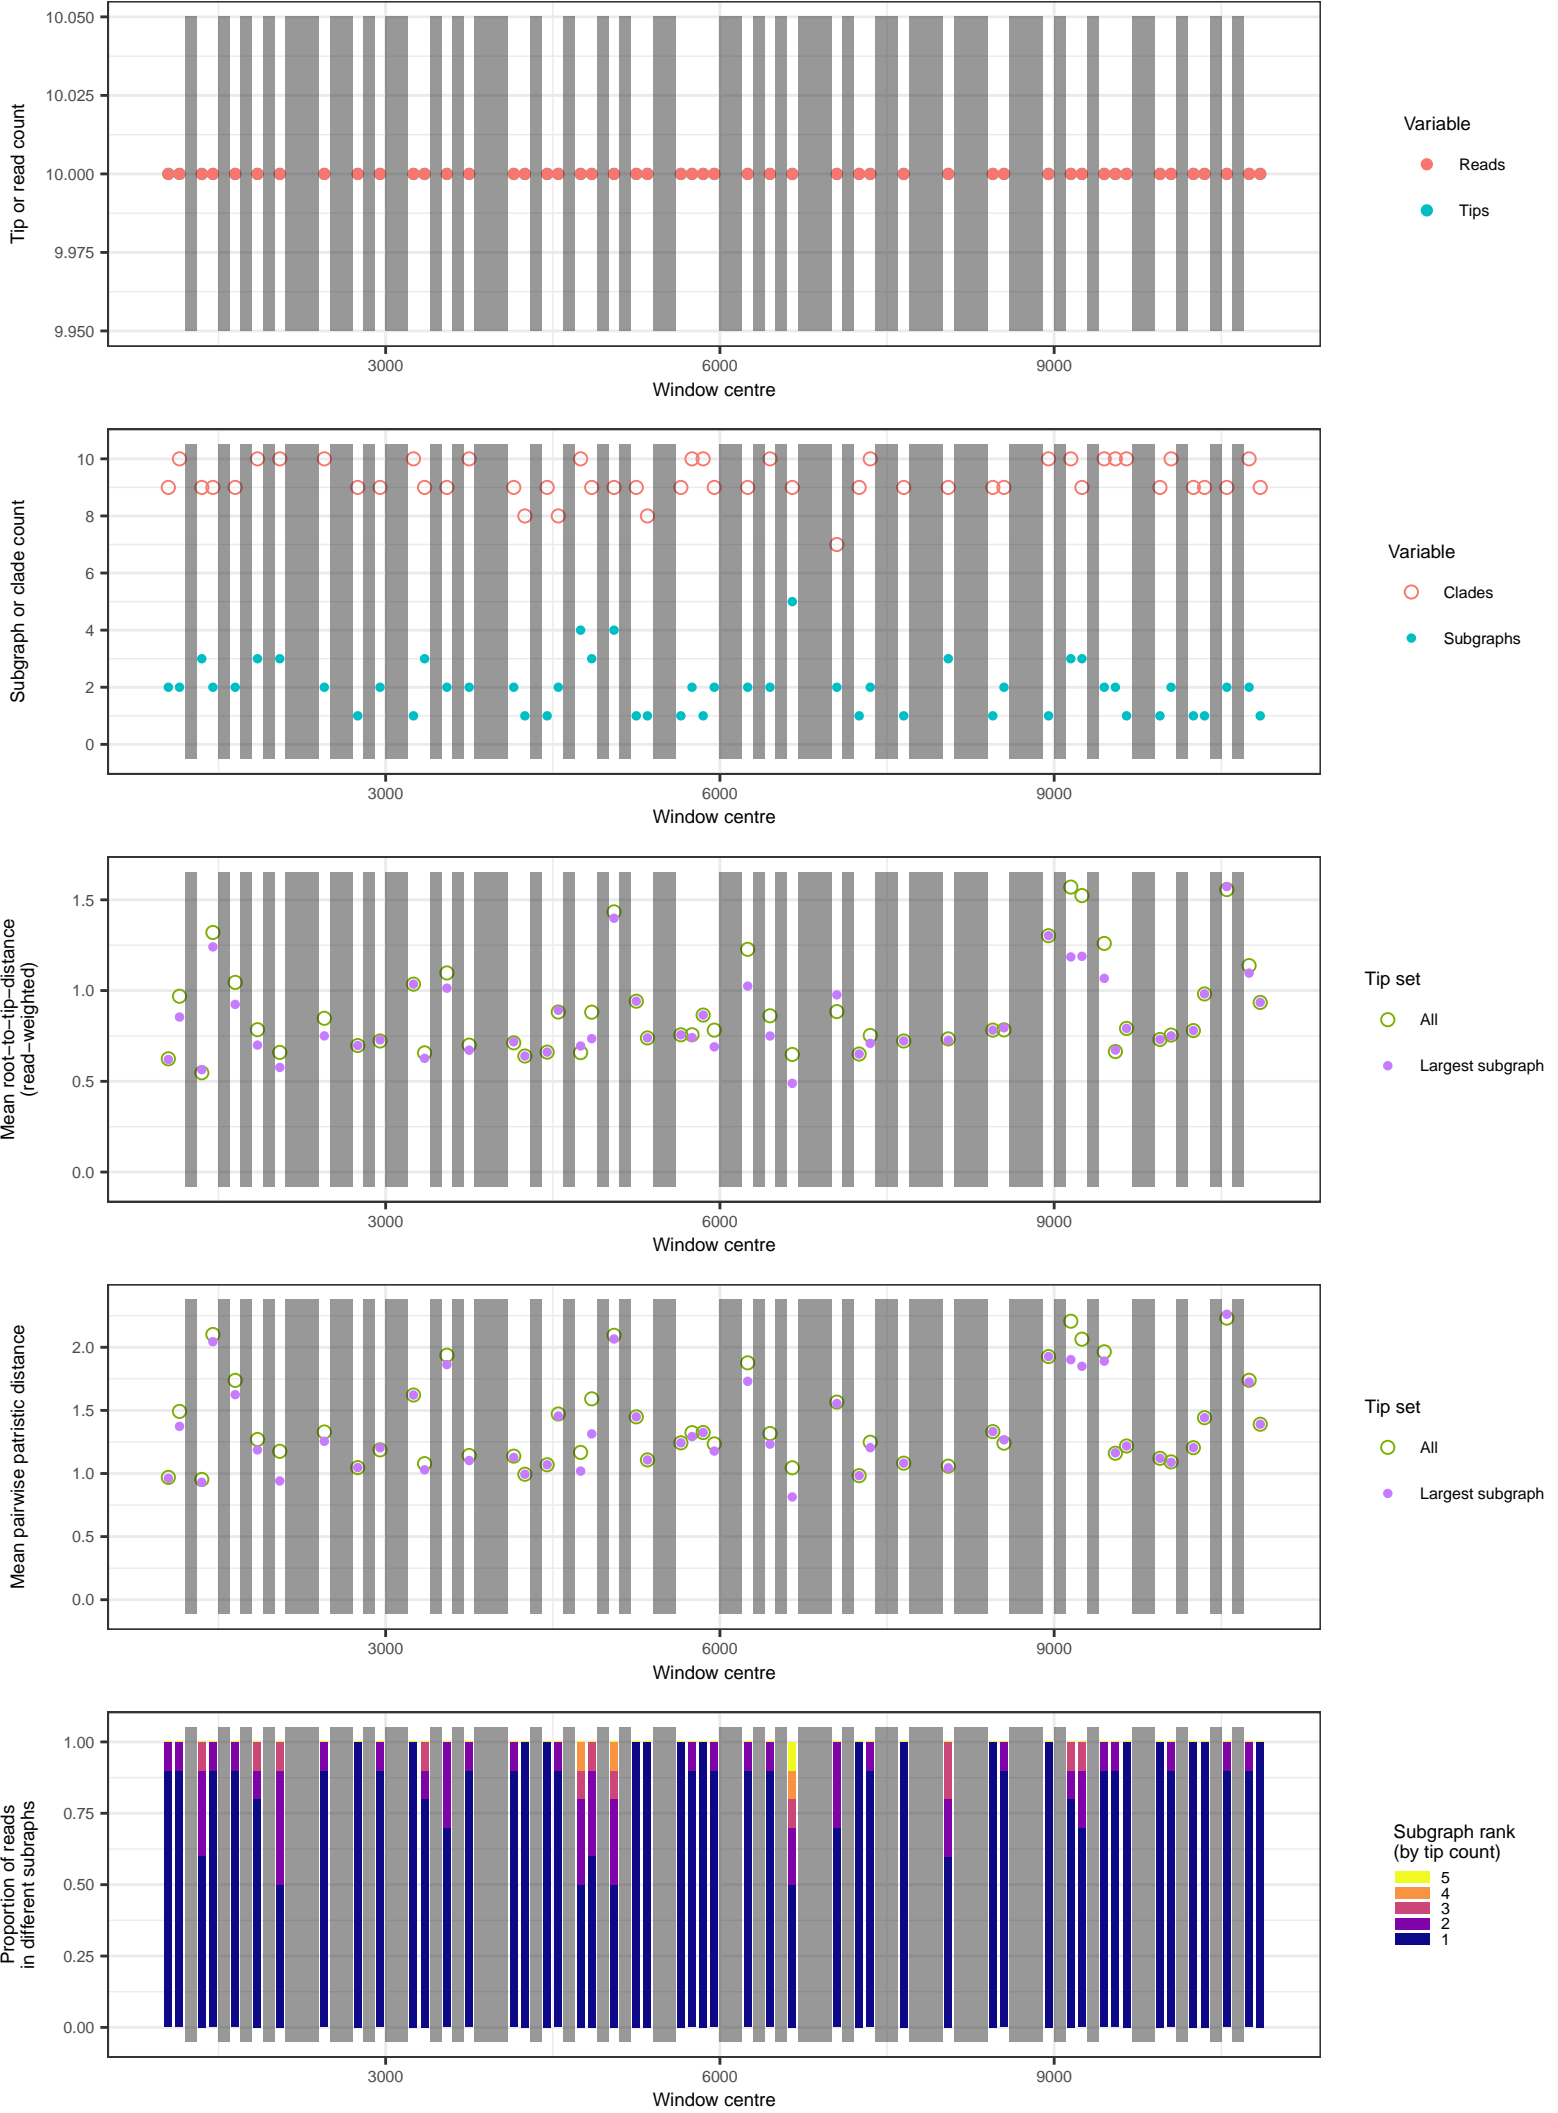 10.050
10.025
10.000
9.975
9.950
Tip or read count
3000
6000
9000
Window centre
Variable
Reads
Tips
10
8
6
4
2
0
Subgraph or clade count
3000
6000
9000
Window centre
Variable
Clades
Subgraphs
1.5
1.0
0.5
0.0
Mean root−to−tip−distance
(read−weighted)
3000
6000
9000
Window centre
Tip set
All
Largest subgraph
2.0
1.5
1.0
0.5
0.0
Mean pairwise patristic distance
3000
6000
9000
Window centre
Tip set
All
Largest subgraph
1.00
0.75
0.50
0.25
0.00
Proportion of reads
in different subraphs
3000
6000
9000
Window centre
Subgraph rank
(by tip count)
5
4
3
2
1